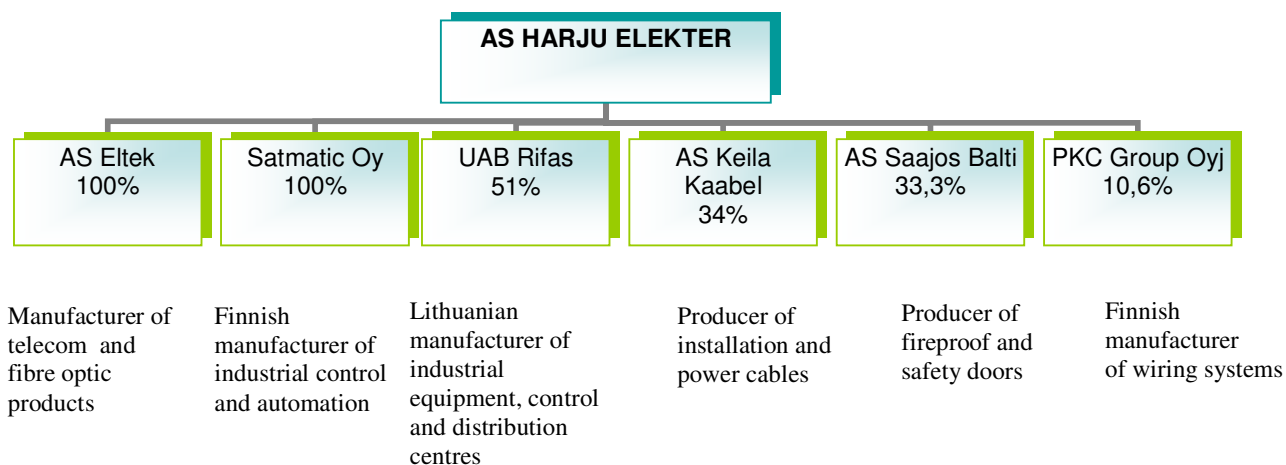 AS HARJU ELEKTER
AS Eltek
100%
Satmatic Oy
100%
UAB Rifas
51%
AS Keila
Kaabel
34%
AS Saajos Balti
33,3%
PKC Group Oyj
10,6%
Manufacturer of
telecom and
fibre optic
products
Finnish
manufacturer of
industrial control
and automation
Lithuanian
manufacturer of
industrial
equipment, control
and distribution
centres
Producer of
installation and
power cables
Producer of
fireproof and
safety doors
Finnish
manufacturer
of wiring systems